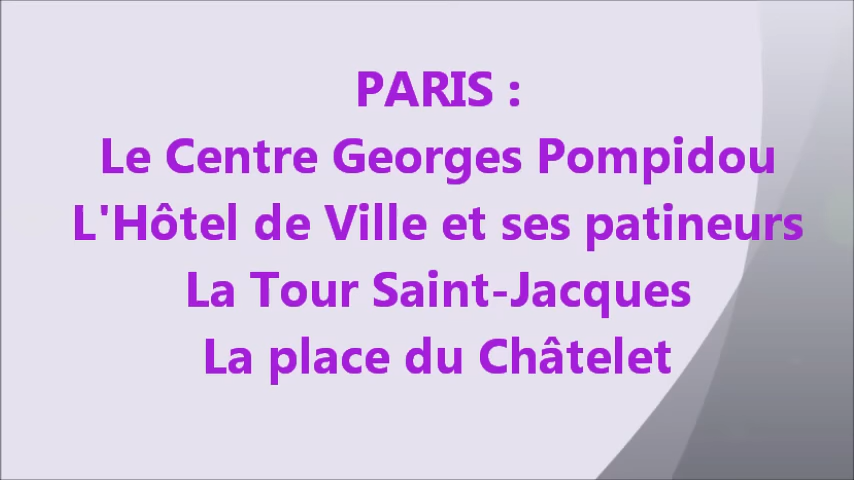 PARIS :
Le Centre Georges Pompidou
L'Hôtel de Ville et ses patineurs
La Tour Saint-Jacques
La place du Châtelet